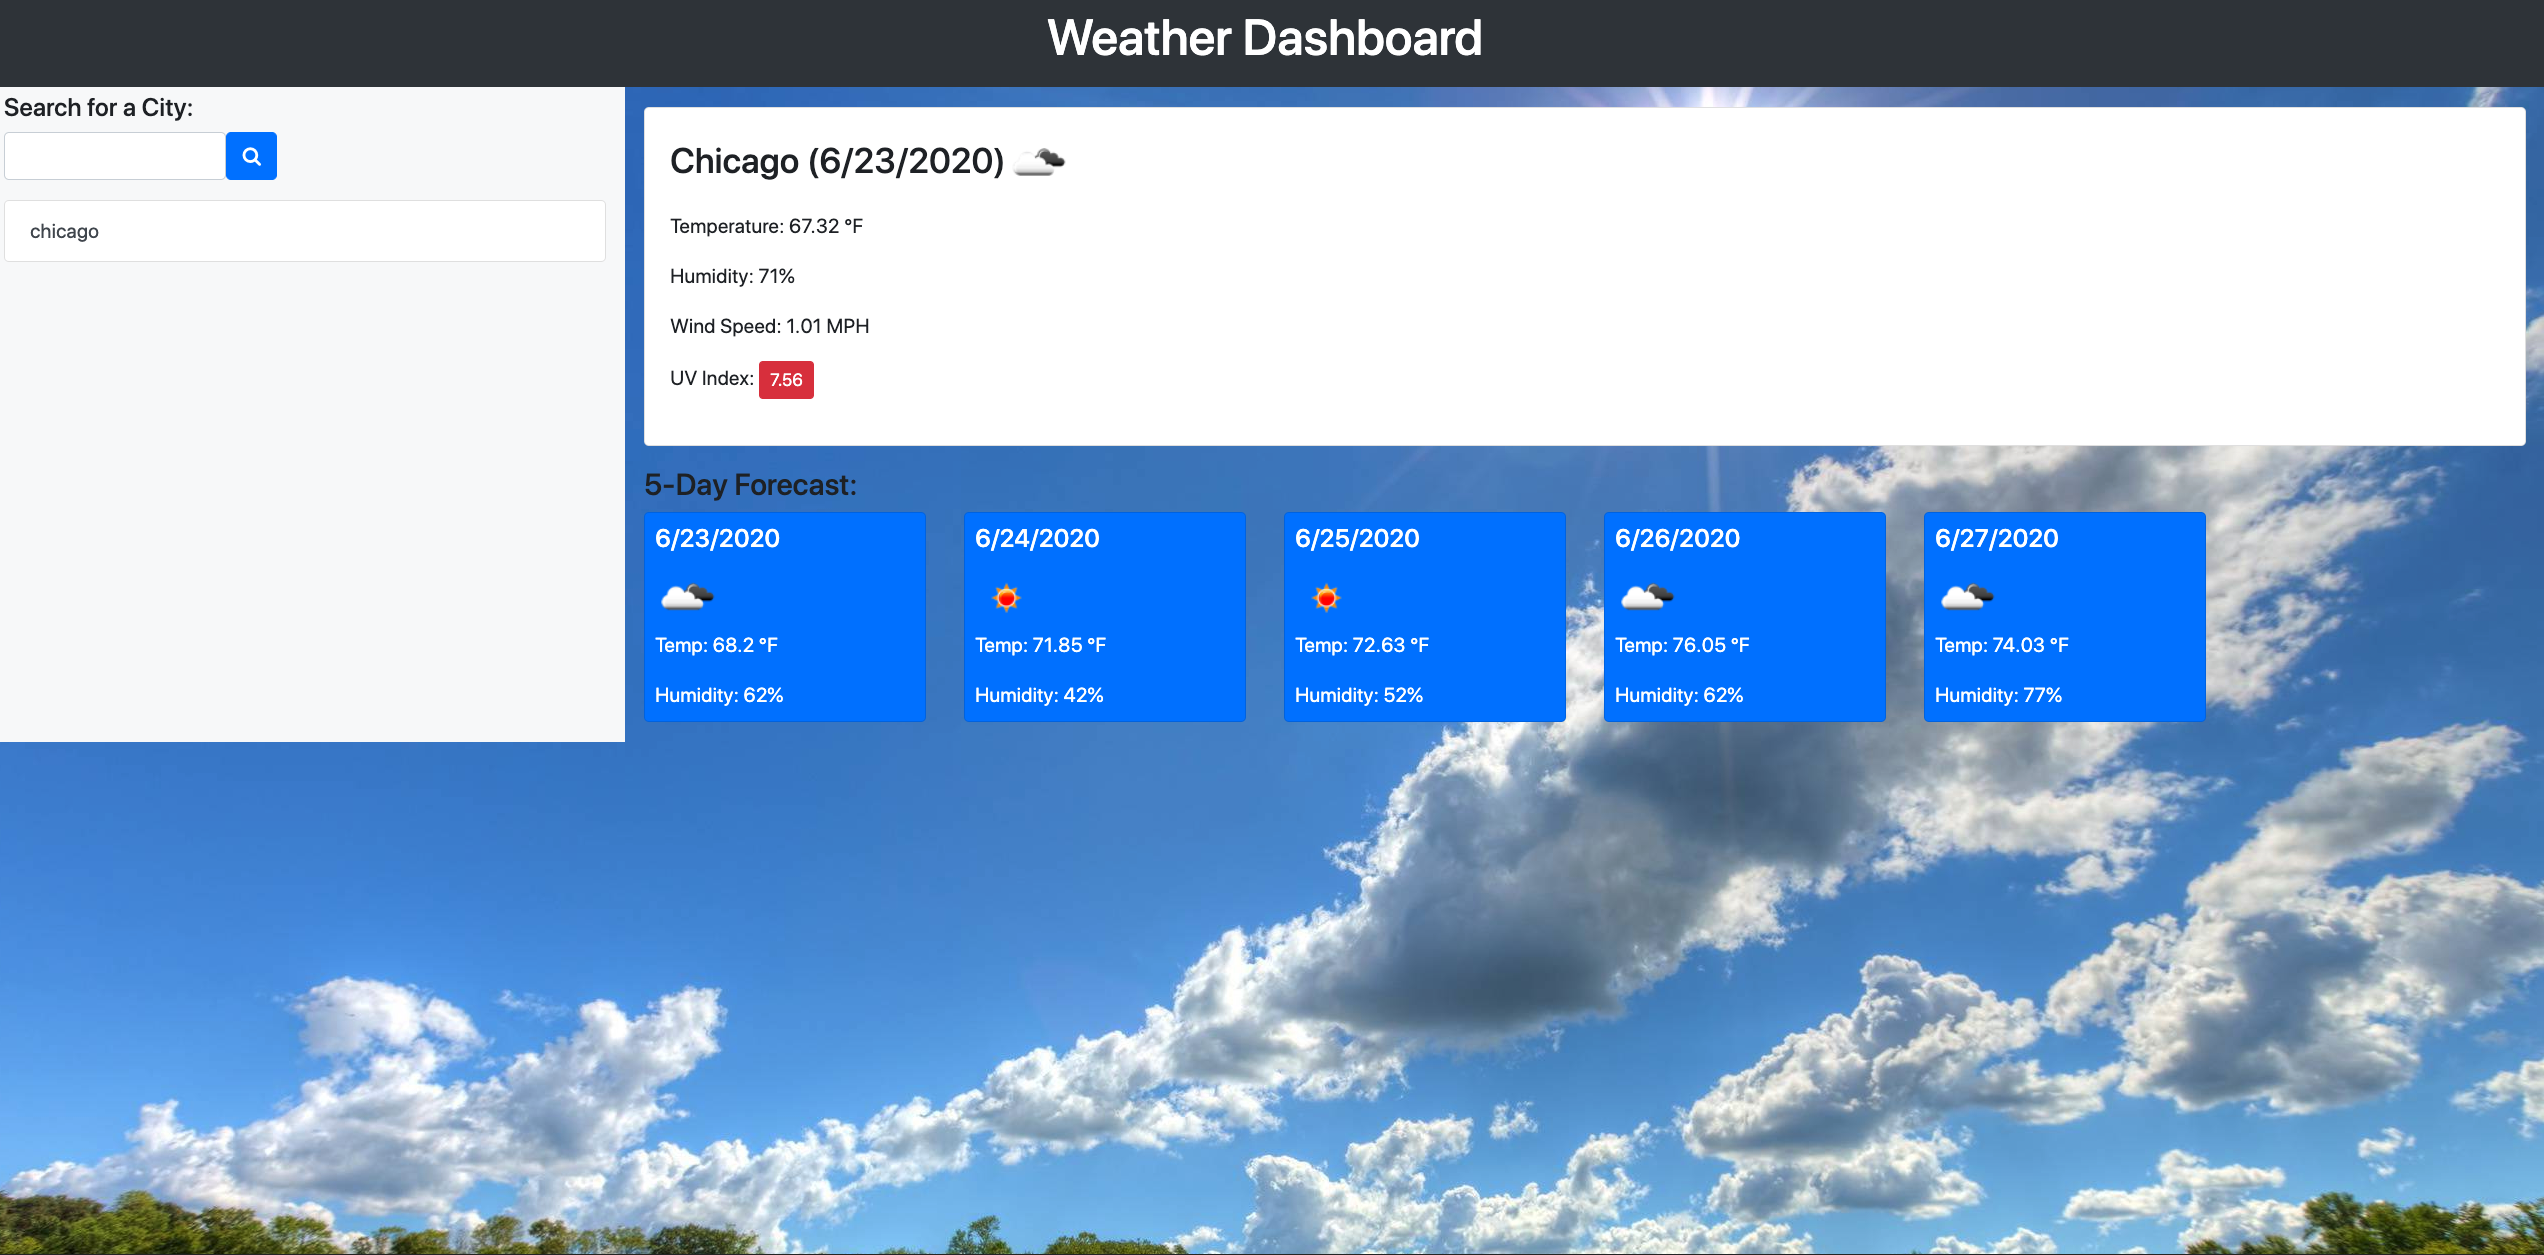 Weather Dashboard
Search for a City:
chicago
Chicago (6/23/2020)
Temperature: 67.32 °F
Humidity: 71%
Wind Speed: 1.01 MPH
UV Index: 7.56
5-Day Forecast:
6/23/2020
Temp: 68.2 °F
Humidity: 62%
6/24/2020
Temp: 71.85 °F
Humidity: 42%
6/25/2020
Temp: 72.63 °F
Humidity: 52%
6/26/2020
Temp: 76.05 °F
Humidity: 62%
6/27/2020
Temp: 74.03 °F
Humidity: 77%